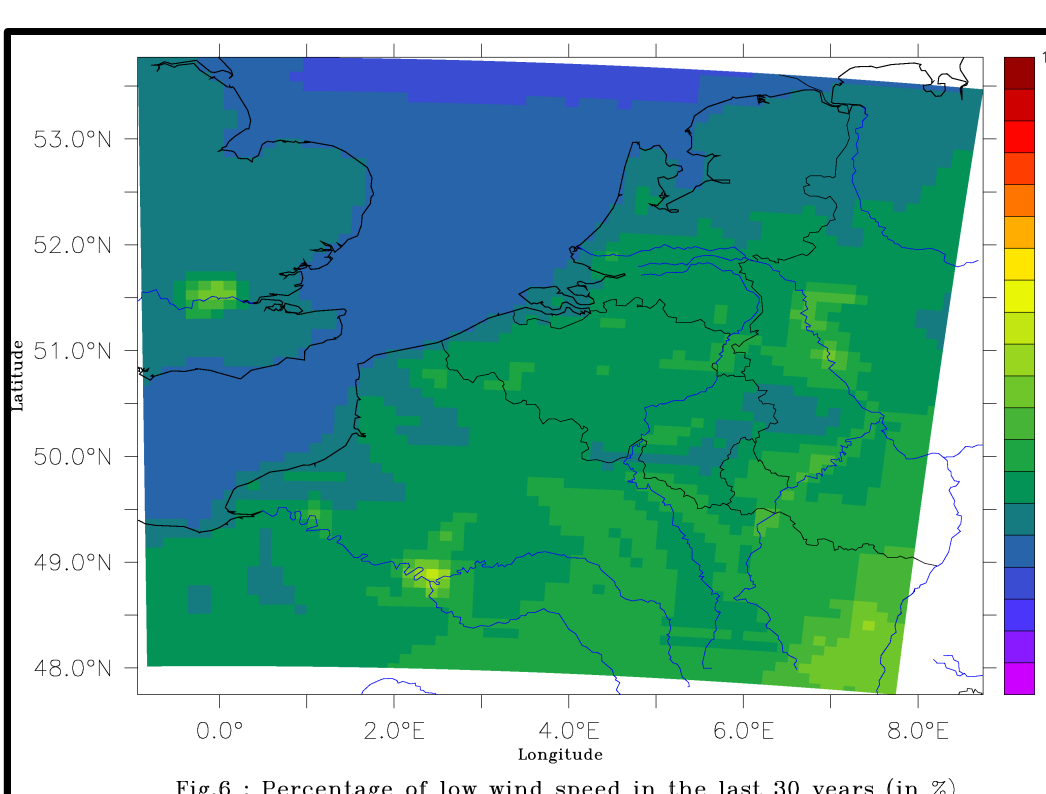 53.0°N
52.0°N
51.0°N
50.0°N
49.0°N
48.0°N
Latitude
0.0°
2.0°E
4.0°E
6.0°E
8.0°E
Longitude
1
Fig.6 : Percentage of low wind speed in the last 30 years (in %)